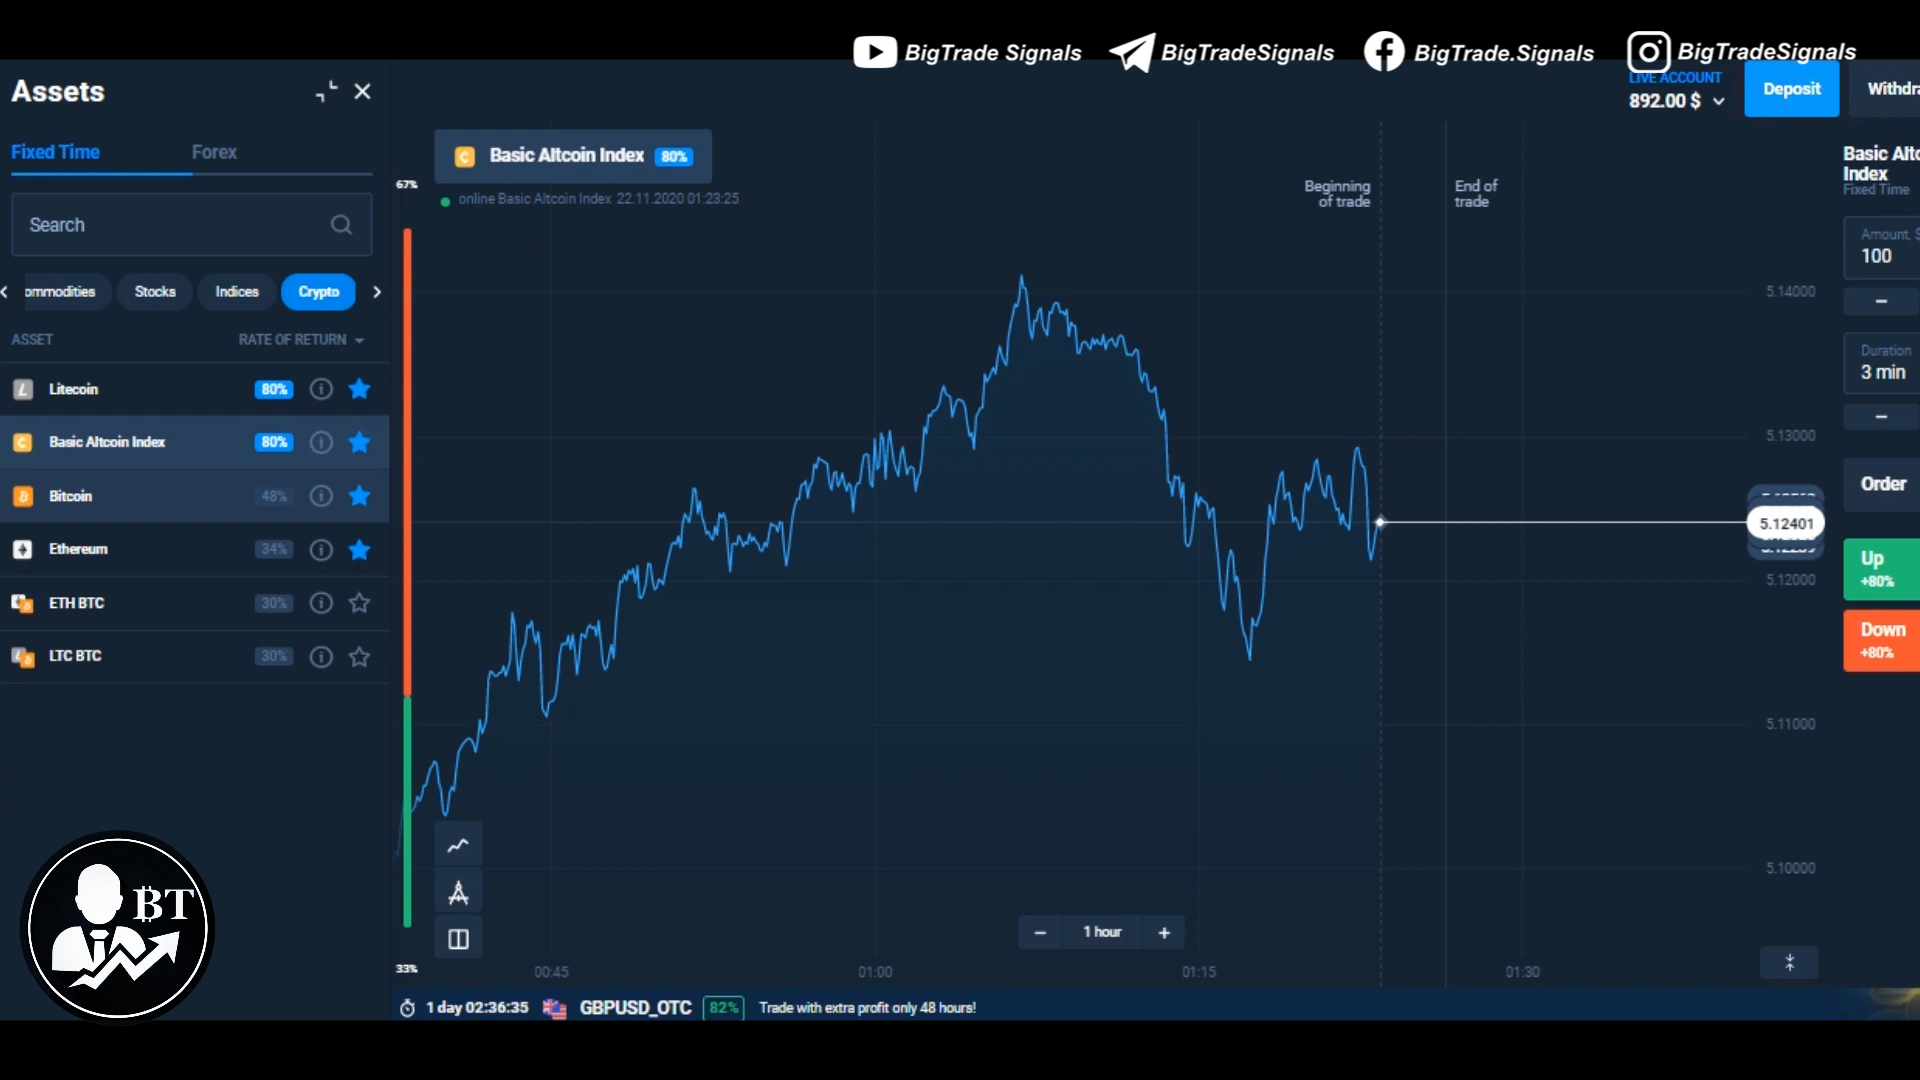 BigTrade Signals
BigTradeSignals
BigTrade.Signals
BigTradeSignals
Assets
LIVE ACCOUNT
892.00 $
Deposit
Withdra
Fixed Time
Forex
Basic Altcoin Index 80%
online Basic Altcoin Index 22.11.2020 01:23:25
67%
Beginning
of trade
End of
trade
Basic Altc
Index
Fixed Time
Search
Amount, $
100
−
ommodities
Stocks
Indices
Crypto
5.14000
ASSET
RATE OF RETURN
Duration
3 min
−
Litecoin 80%
Basic Altcoin Index 80%
5.13000
Bitcoin 48%
Order
5.12401
Ethereum 34%
Up
+80%
5.12000
ETH BTC 30%
Down
+80%
LTC BTC 30%
5.11000
5.10000
BT
− 1 hour +
33%
00:45
01:00
01:15
01:30
1 day 02:36:35
GBPUSD_OTC 82% Trade with extra profit only 48 hours!